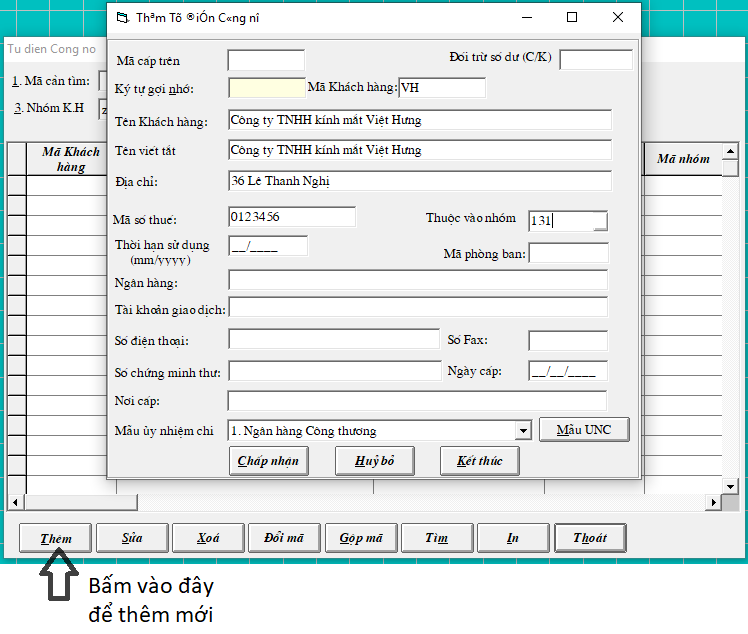 Thªm Tõ ®iÓn C«ng nî
Tu dien Cong no
1. Mã cần tìm:
3. Nhóm K.H
z
Mã Khách
hàng
Mã nhóm
Mã cấp trên
Đối trừ số dư (C/K)
Ký tự gợi nhớ:
Mã Khách hàng: VH
Tên Khách hàng: Công ty TNHH kính mắt Việt Hưng
Tên viết tắt Công ty TNHH kính mắt Việt Hưng
Địa chỉ: 36 Lê Thanh Nghị
Mã số thuế: 0123456 Thuộc vào nhóm 131
Thời hạn sử dụng __/____
(mm/yyyy) Mã phòng ban:
Ngân hàng:
Tài khoản giao dịch:
Số điện thoại: Số Fax:
Số chứng minh thư: Ngày cấp: __/__/____
Nơi cấp:
Mẫu ủy nhiệm chi 1. Ngân hàng Công thương Mẫu UNC
Chấp nhận Huỷ bỏ Kết thúc
Thêm Sửa Xoá Đổi mã Gộp mã Tìm In Thoát
Bấm vào đây
để thêm mới